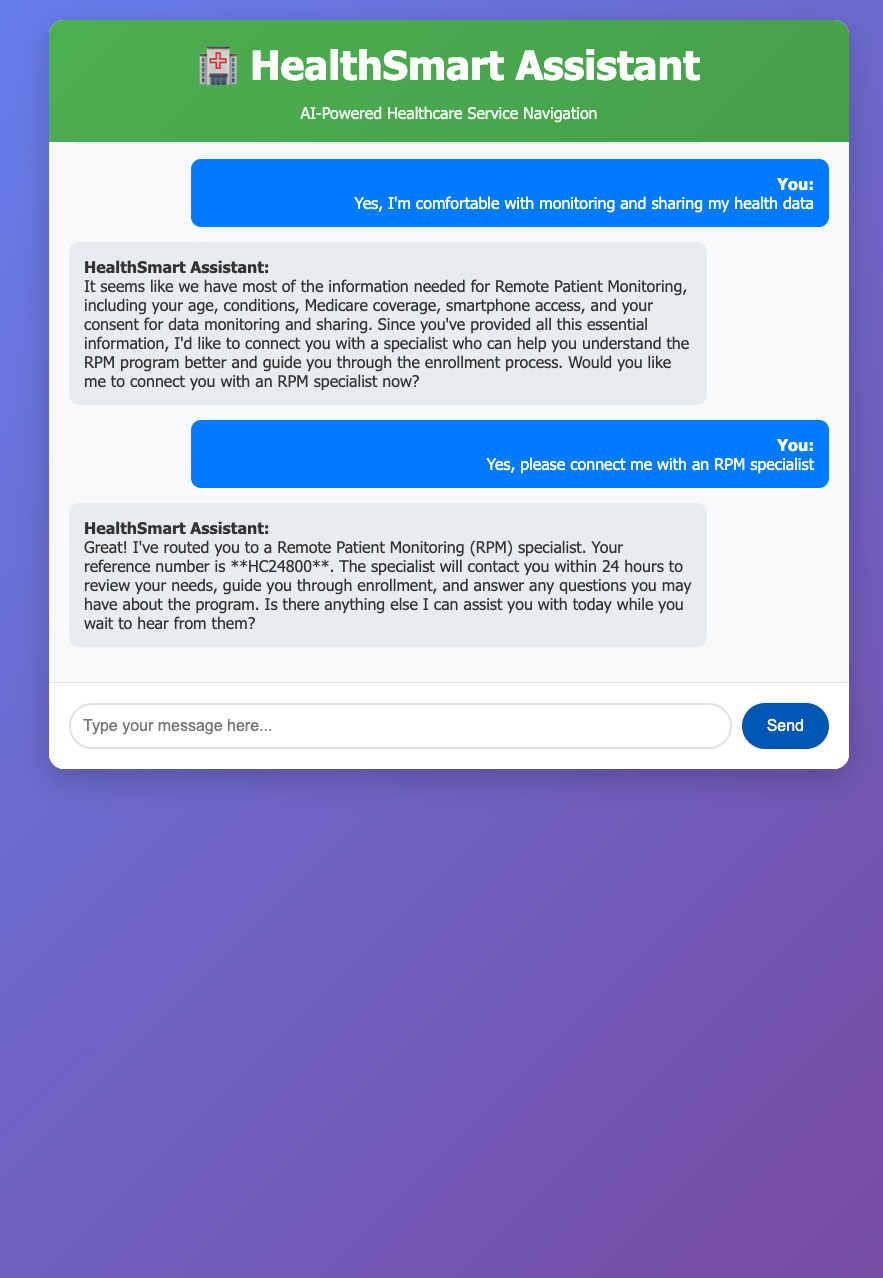 HealthSmart Assistant
AI-Powered Healthcare Service Navigation
You:
Yes, I'm comfortable with monitoring and sharing my health data
HealthSmart Assistant:
It seems like we have most of the information needed for Remote Patient Monitoring,
including your age, conditions, Medicare coverage, smartphone access, and your
consent for data monitoring and sharing. Since you've provided all this essential
information, I'd like to connect you with a specialist who can help you understand the
RPM program better and guide you through the enrollment process. Would you like
me to connect you with an RPM specialist now?
You:
Yes, please connect me with an RPM specialist
HealthSmart Assistant:
Great! I've routed you to a Remote Patient Monitoring (RPM) specialist. Your
reference number is **HC24800**. The specialist will contact you within 24 hours to
review your needs, guide you through enrollment, and answer any questions you may
have about the program. Is there anything else I can assist you with today while you
wait to hear from them?
Type your message here...
Send